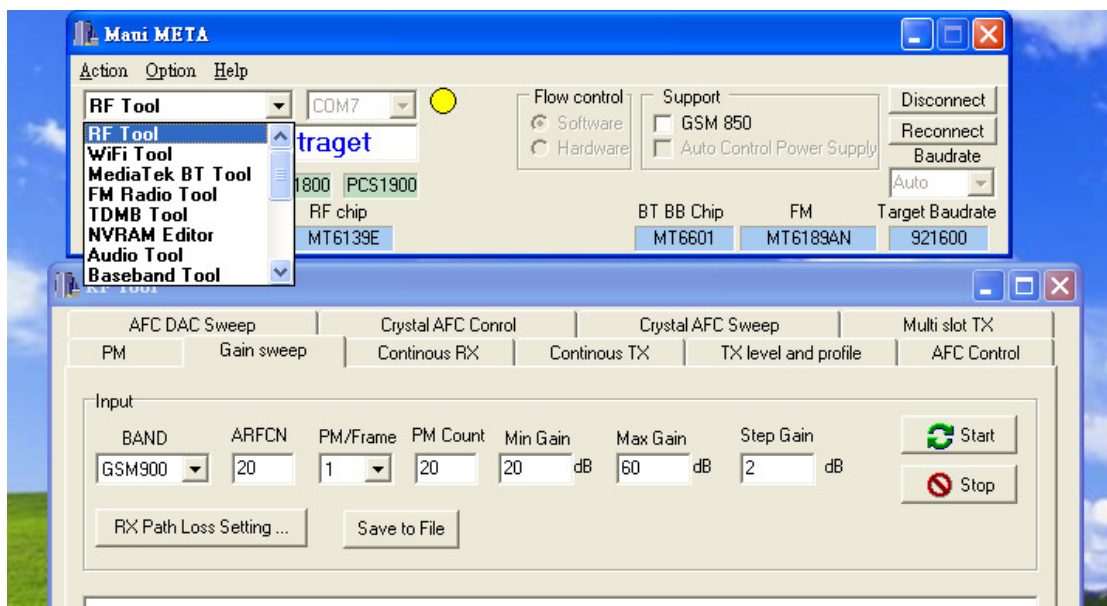 Maui META
Action Option Help
RF Tool COM7 Flow control Support Disconnect
Software GSM 850
RF Tool traget Hardware Auto Control Power Supply Reconnect
WiFi Tool Baudrate
MediaTek BT Tool 1800 PCS1900 Auto
FM Radio Tool
TDMB Tool RF chip BT BB Chip FM Target Baudrate
NVRAM Editor MT6139E MT6601 MT6189AN 921600
Audio Tool
Baseband Tool
RF Tool
AFC DAC Sweep Crystal AFC Conrol Crystal AFC Sweep Multi slot TX
PM Gain sweep Continous RX Continous TX TX level and profile AFC Control
Input
BAND ARFCN PM/Frame PM Count Min Gain Max Gain Step Gain Start
GSM900 20 1 20 20 dB 60 dB 2 dB
Stop
RX Path Loss Setting ... Save to File